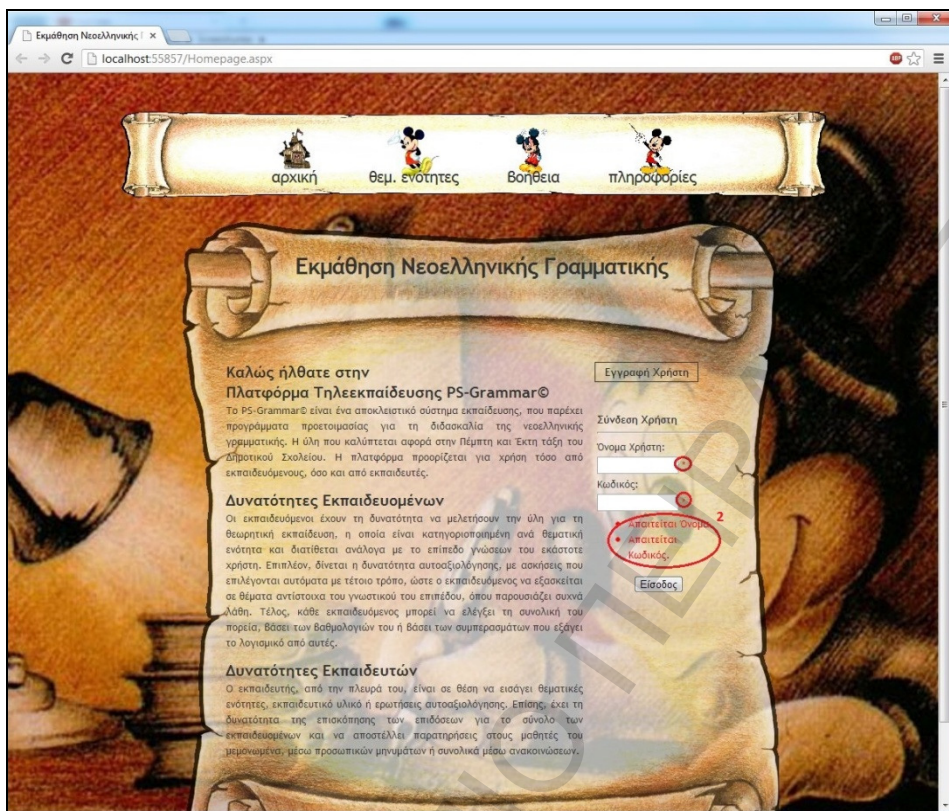 Εκμάθηση Νεοελληνικής Γ
localhost:55857/Homepage.aspx
ABP
αρχική θεμ. ενότητες βοήθεια πληροφορίες
Εκμάθηση Νεοελληνικής Γραμματικής
Καλώς ήλθατε στην
Πλατφόρμα Τηλεεκπαίδευσης PS-Grammar©
Το PS-Grammar© είναι ένα αποκλειστικό σύστημα εκπαίδευσης, που παρέχει
προγράμματα προετοιμασίας για τη διδασκαλία της νεοελληνικής
γραμματικής. Η ύλη που καλύπτεται αφορά στην Πέμπτη και Έκτη τάξη του
Δημοτικού Σχολείου. Η πλατφόρμα προορίζεται για χρήση τόσο από
εκπαιδευόμενους, όσο και από εκπαιδευτές.
Δυνατότητες Εκπαιδευομένων
Οι εκπαιδευόμενοι έχουν τη δυνατότητα να μελετήσουν την ύλη για τη
θεωρητική εκπαίδευση, η οποία είναι κατηγοριοποιημένη ανά θεματική
ενότητα και διατίθεται ανάλογα με το επίπεδο γνώσεων του εκάστοτε
χρήστη. Επιπλέον, δίνεται η δυνατότητα αυτοαξιολόγησης, με ασκήσεις που
επιλέγονται αυτόματα με τέτοιο τρόπο, ώστε ο εκπαιδευόμενος να εξασκείται
σε θέματα αντίστοιχα του γνωστικού του επιπέδου, όπου παρουσιάζει συχνά
λάθη. Τέλος, κάθε εκπαιδευόμενος μπορεί να ελέγξει τη συνολική του
πορεία, βάσει των βαθμολογιών του ή βάσει των συμπερασμάτων που εξάγει
το λογισμικό από αυτές.
Δυνατότητες Εκπαιδευτών
Ο εκπαιδευτής, από την πλευρά του, είναι σε θέση να εισάγει θεματικές
ενότητες, εκπαιδευτικό υλικό ή ερωτήσεις αυτοαξιολόγησης. Επίσης, έχει τη
δυνατότητα της επισκόπησης των επιδόσεων για το σύνολο των
εκπαιδευομένων και να αποστέλλει παρατηρήσεις στους μαθητές του
μεμονωμένα, μέσω προσωπικών μηνυμάτων ή συνολικά μέσω ανακοινώσεων.
Εγγραφή Χρήστη
Σύνδεση Χρήστη
Όνομα Χρήστη:
*
Κωδικός:
*
• Απαιτείται Όνομα. 2
• Απαιτείται
Κωδικός.
Είσοδος